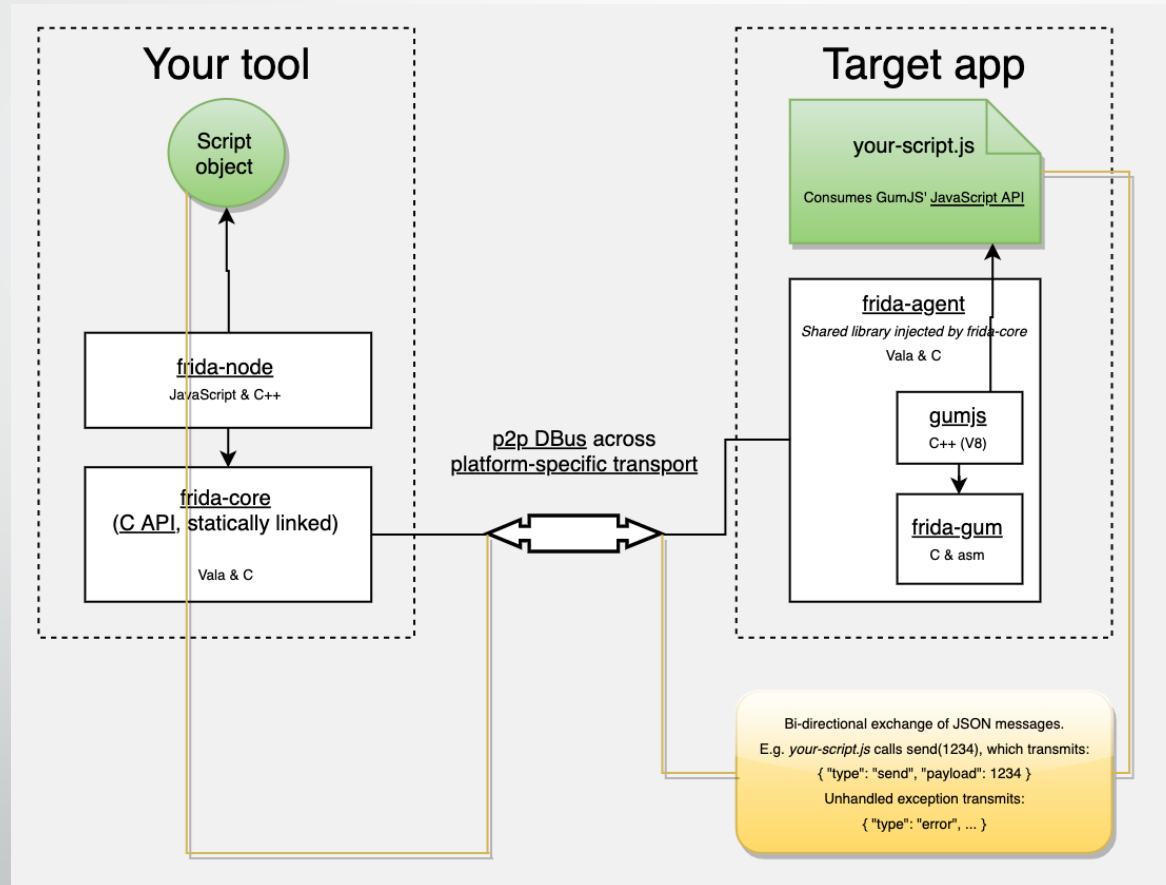 Your tool
Script
object
frida-node
JavaScript & C++
frida-core
(C API, statically linked)
Vala & C
p2p DBus across
platform-specific transport
Target app
your-script.js
Consumes GumJS' JavaScript API
frida-agent
Shared library injected by frida-core
Vala & C
gumjs
C++ (V8)
frida-gum
C & asm
Bi-directional exchange of JSON messages.
E.g. your-script.js calls send(1234), which transmits:
{ "type": "send", "payload": 1234 }
Unhandled exception transmits:
{ "type": "error", ... }